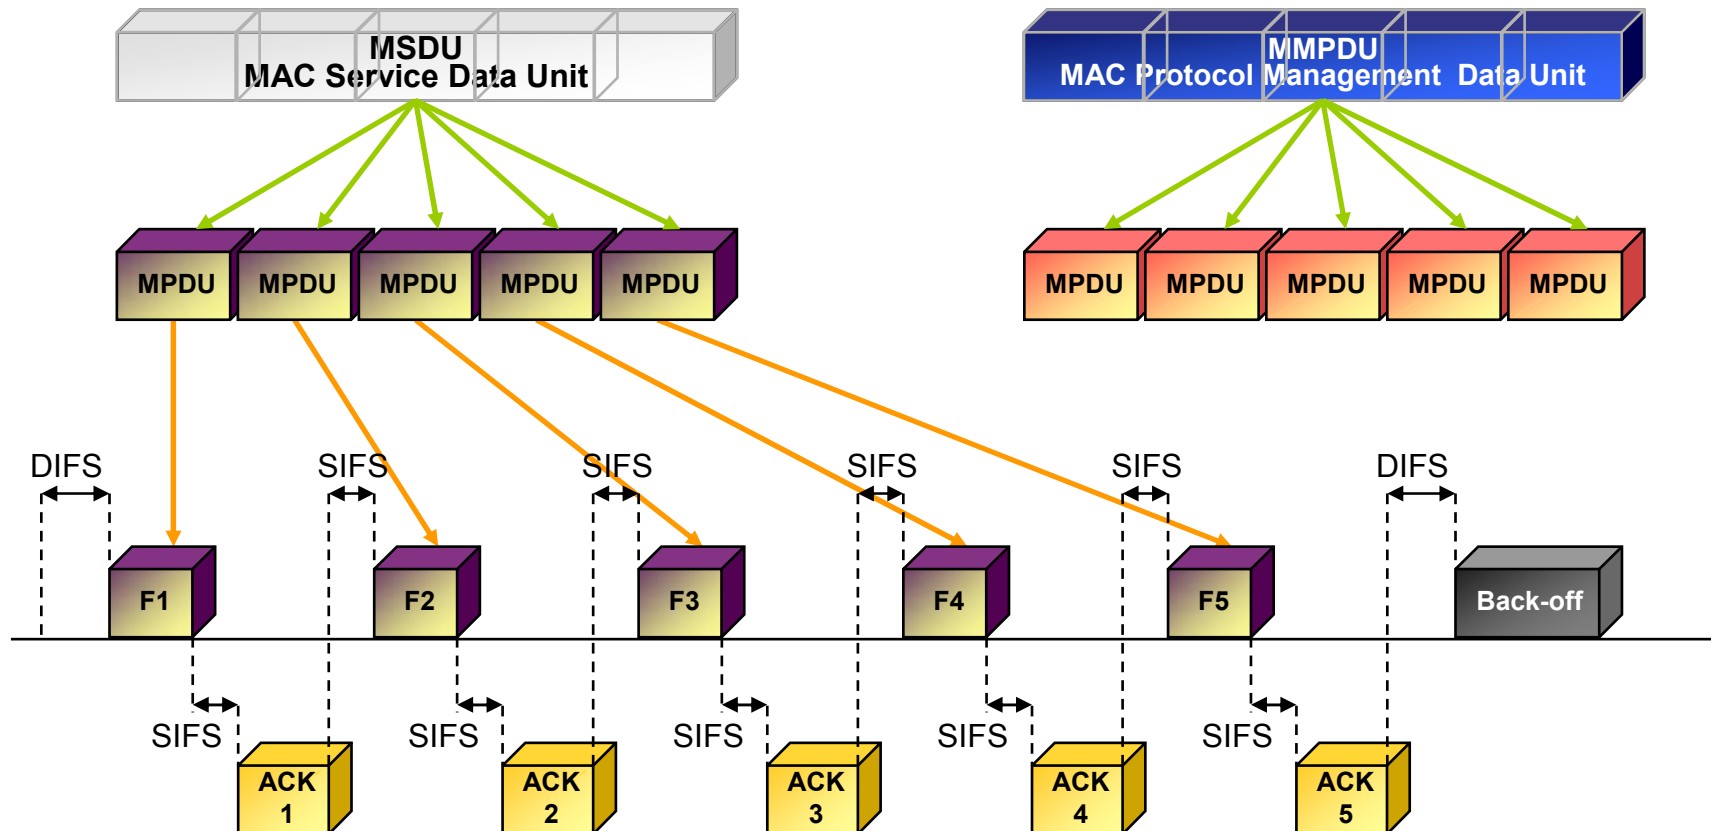 MSDU
MAC Service Data Unit
MMPDU
MAC Protocol Management Data Unit
MPDU MPDU MPDU MPDU MPDU
MPDU MPDU MPDU MPDU MPDU
DIFS SIFS SIFS SIFS SIFS DIFS
F1 F2 F3 F4 F5 Back-off
SIFS SIFS SIFS SIFS SIFS
ACK 1
ACK 2
ACK 3
ACK 4
ACK 5